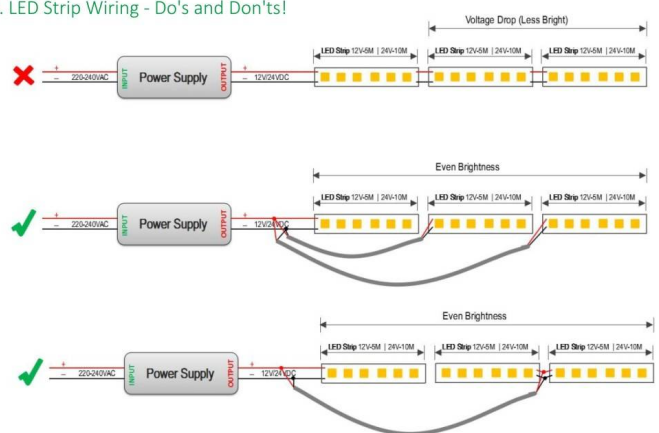 . LED Strip Wiring - Do's and Don'ts!
Voltage Drop (Less Bright)
LED Strip 12V-5M | 24V-10M
LED Strip 12V-5M | 24V-10M
LED Strip 12V-5M | 24V-10M
+
+
220-240VAC
INPUT
Power Supply
OUTPUT
12V/24VDC
–
–
Even Brightness
LED Strip 12V-5M | 24V-10M
LED Strip 12V-5M | 24V-10M
LED Strip 12V-5M | 24V-10M
+
+
220-240VAC
INPUT
Power Supply
OUTPUT
12V/24VDC
–
–
Even Brightness
LED Strip 12V-5M | 24V-10M
LED Strip 12V-5M | 24V-10M
LED Strip 12V-5M | 24V-10M
+
+
220-240VAC
INPUT
Power Supply
OUTPUT
12V/24VDC
–
–